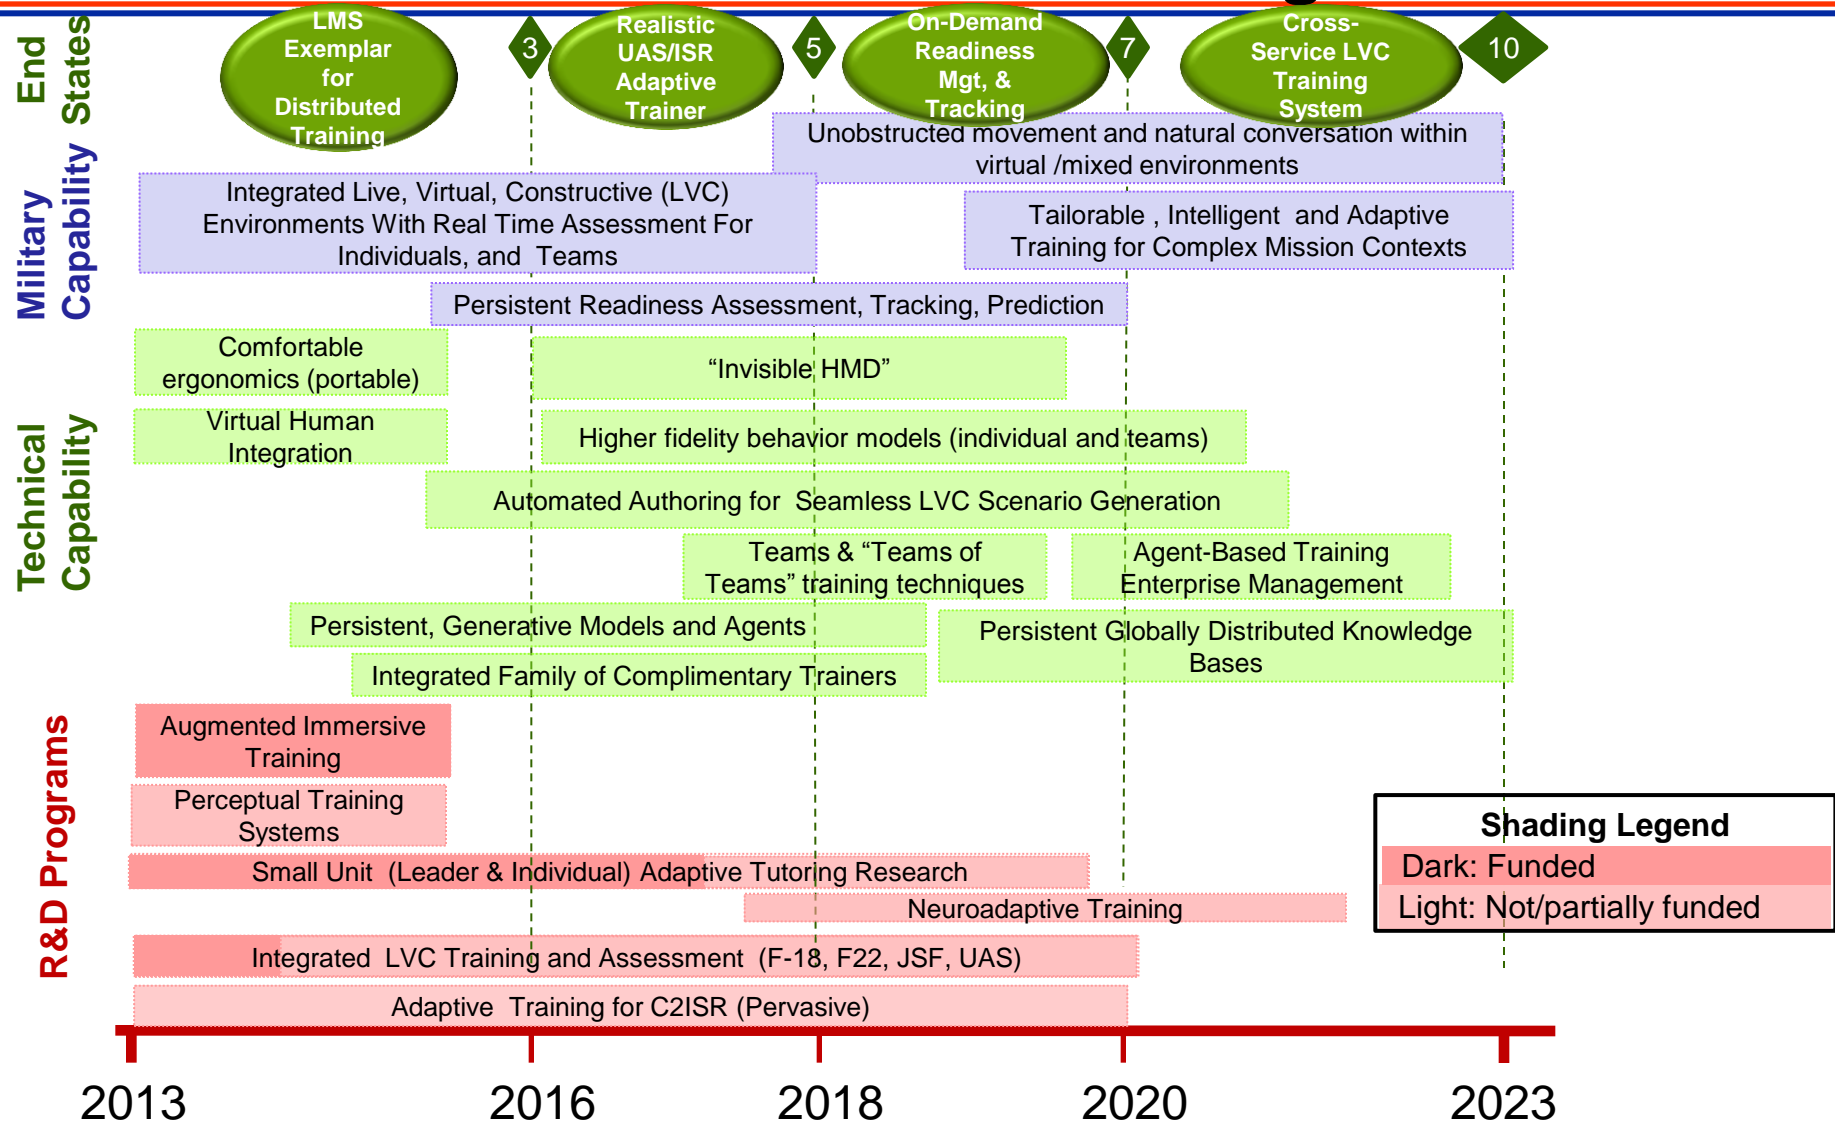 End
States
LMS
Exemplar
for
Distributed
Training
3
Realistic
UAS/ISR
Adaptive
Trainer
5
On-Demand
Readiness
Mgt, &
Tracking
7
Cross-
Service LVC
Training
System
10
Military
Capability
Unobstructed movement and natural conversation within
virtual /mixed environments
Integrated Live, Virtual, Constructive (LVC)
Environments With Real Time Assessment For
Individuals, and Teams
Tailorable , Intelligent and Adaptive
Training for Complex Mission Contexts
Persistent Readiness Assessment, Tracking, Prediction
Technical
Capability
Comfortable
ergonomics (portable)
“Invisible HMD”
Virtual Human
Integration
Higher fidelity behavior models (individual and teams)
Automated Authoring for Seamless LVC Scenario Generation
Teams & “Teams of
Teams” training techniques
Agent-Based Training
Enterprise Management
Persistent, Generative Models and Agents
Persistent Globally Distributed Knowledge
Bases
Integrated Family of Complimentary Trainers
R&D Programs
Augmented Immersive
Training
Perceptual Training
Systems
Small Unit (Leader & Individual) Adaptive Tutoring Research
Neuroadaptive Training
Integrated LVC Training and Assessment (F-18, F22, JSF, UAS)
Adaptive Training for C2ISR (Pervasive)
Shading Legend
Dark: Funded
Light: Not/partially funded
2013
2016
2018
2020
2023